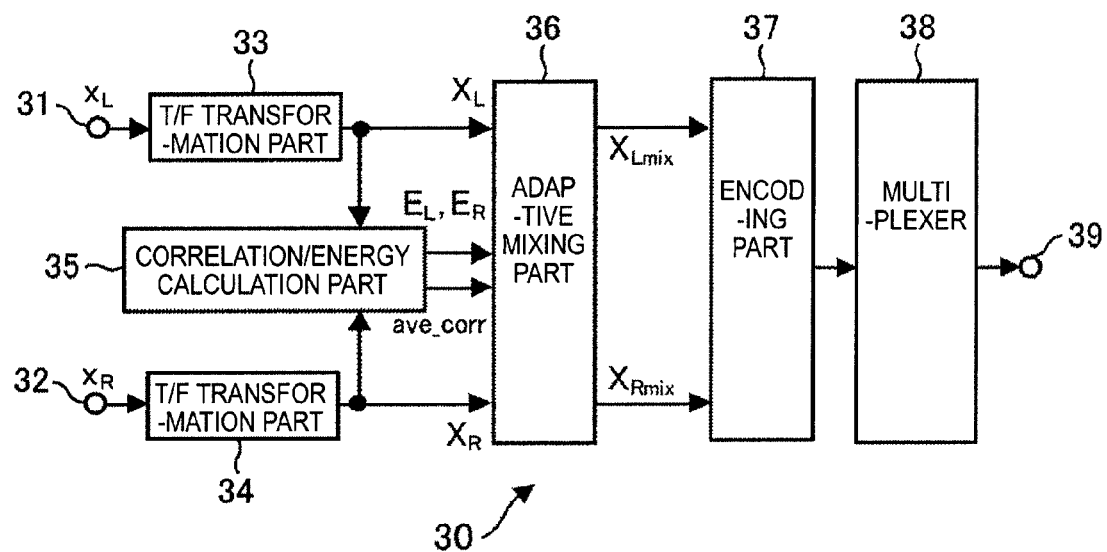 33
36
37
38
31
xL
T/F TRANSFOR
-MATION PART
XL
XLmix
EL, ER
ADAP
-TIVE
MIXING
PART
ENCOD
-ING
PART
MULTI
-PLEXER
39
35
CORRELATION/ENERGY
CALCULATION PART
ave_corr
32
xR
T/F TRANSFOR
-MATION PART
XRmix
XR
34
30